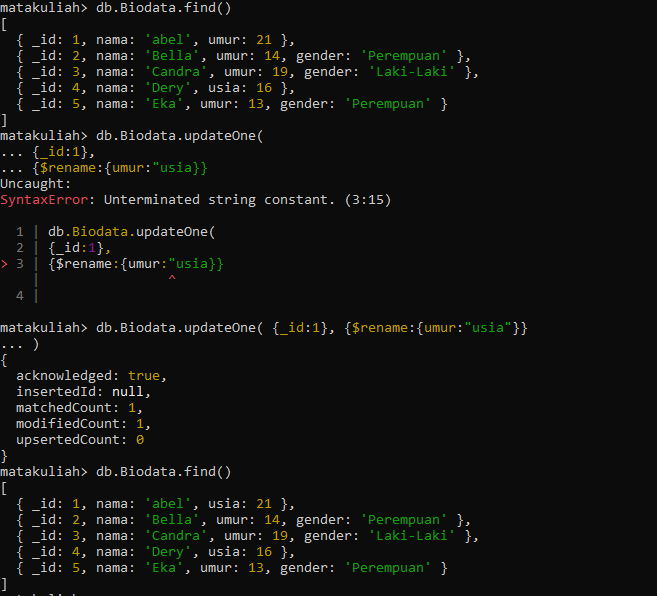 matakuliah> db.Biodata.find()
[
  { _id: 1, nama: 'abel', umur: 21 },
  { _id: 2, nama: 'Bella', umur: 14, gender: 'Perempuan' },
  { _id: 3, nama: 'Candra', umur: 19, gender: 'Laki-Laki' },
  { _id: 4, nama: 'Dery', usia: 16 },
  { _id: 5, nama: 'Eka', umur: 13, gender: 'Perempuan' }
]
matakuliah> db.Biodata.updateOne(
... {_id:1},
... {$rename:{umur:"usia}}
Uncaught:
SyntaxError: Unterminated string constant. (3:15)
  1 | db.Biodata.updateOne(
  2 | {_id:1},
> 3 | {$rename:{umur:"usia}}
    |                ^
  4 |
matakuliah> db.Biodata.updateOne( {_id:1}, {$rename:{umur:"usia"}}
... )
{
  acknowledged: true,
  insertedId: null,
  matchedCount: 1,
  modifiedCount: 1,
  upsertedCount: 0
}
matakuliah> db.Biodata.find()
[
  { _id: 1, nama: 'abel', usia: 21 },
  { _id: 2, nama: 'Bella', umur: 14, gender: 'Perempuan' },
  { _id: 3, nama: 'Candra', umur: 19, gender: 'Laki-Laki' },
  { _id: 4, nama: 'Dery', usia: 16 },
  { _id: 5, nama: 'Eka', umur: 13, gender: 'Perempuan' }
]